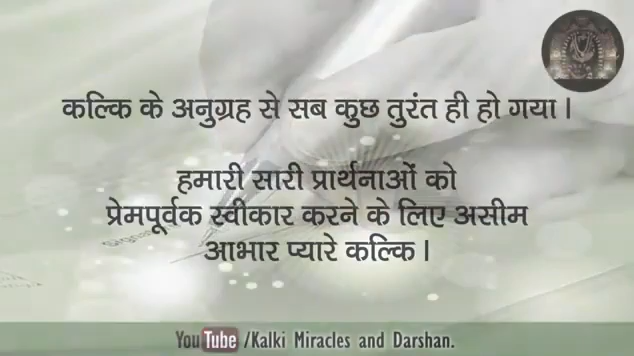 कल्कि के अनुग्रह से सब कुछ तुरंत ही हो गया ।
हमारी सारी प्रार्थनाओं को
प्रेमपूर्वक स्वीकार करने के लिए असीम
आभार प्यारे कल्कि ।
YouTube /Kalki Miracles and Darshan.